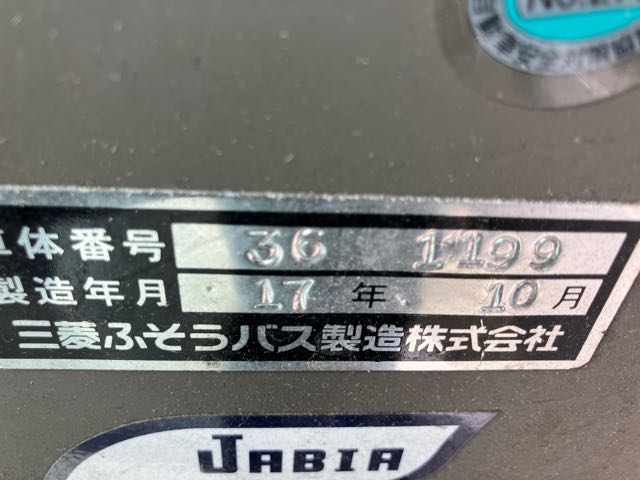 車体番号 36 1199
製造年月 17 年 10 月
三菱ふそうバス製造株式会社
JABIA